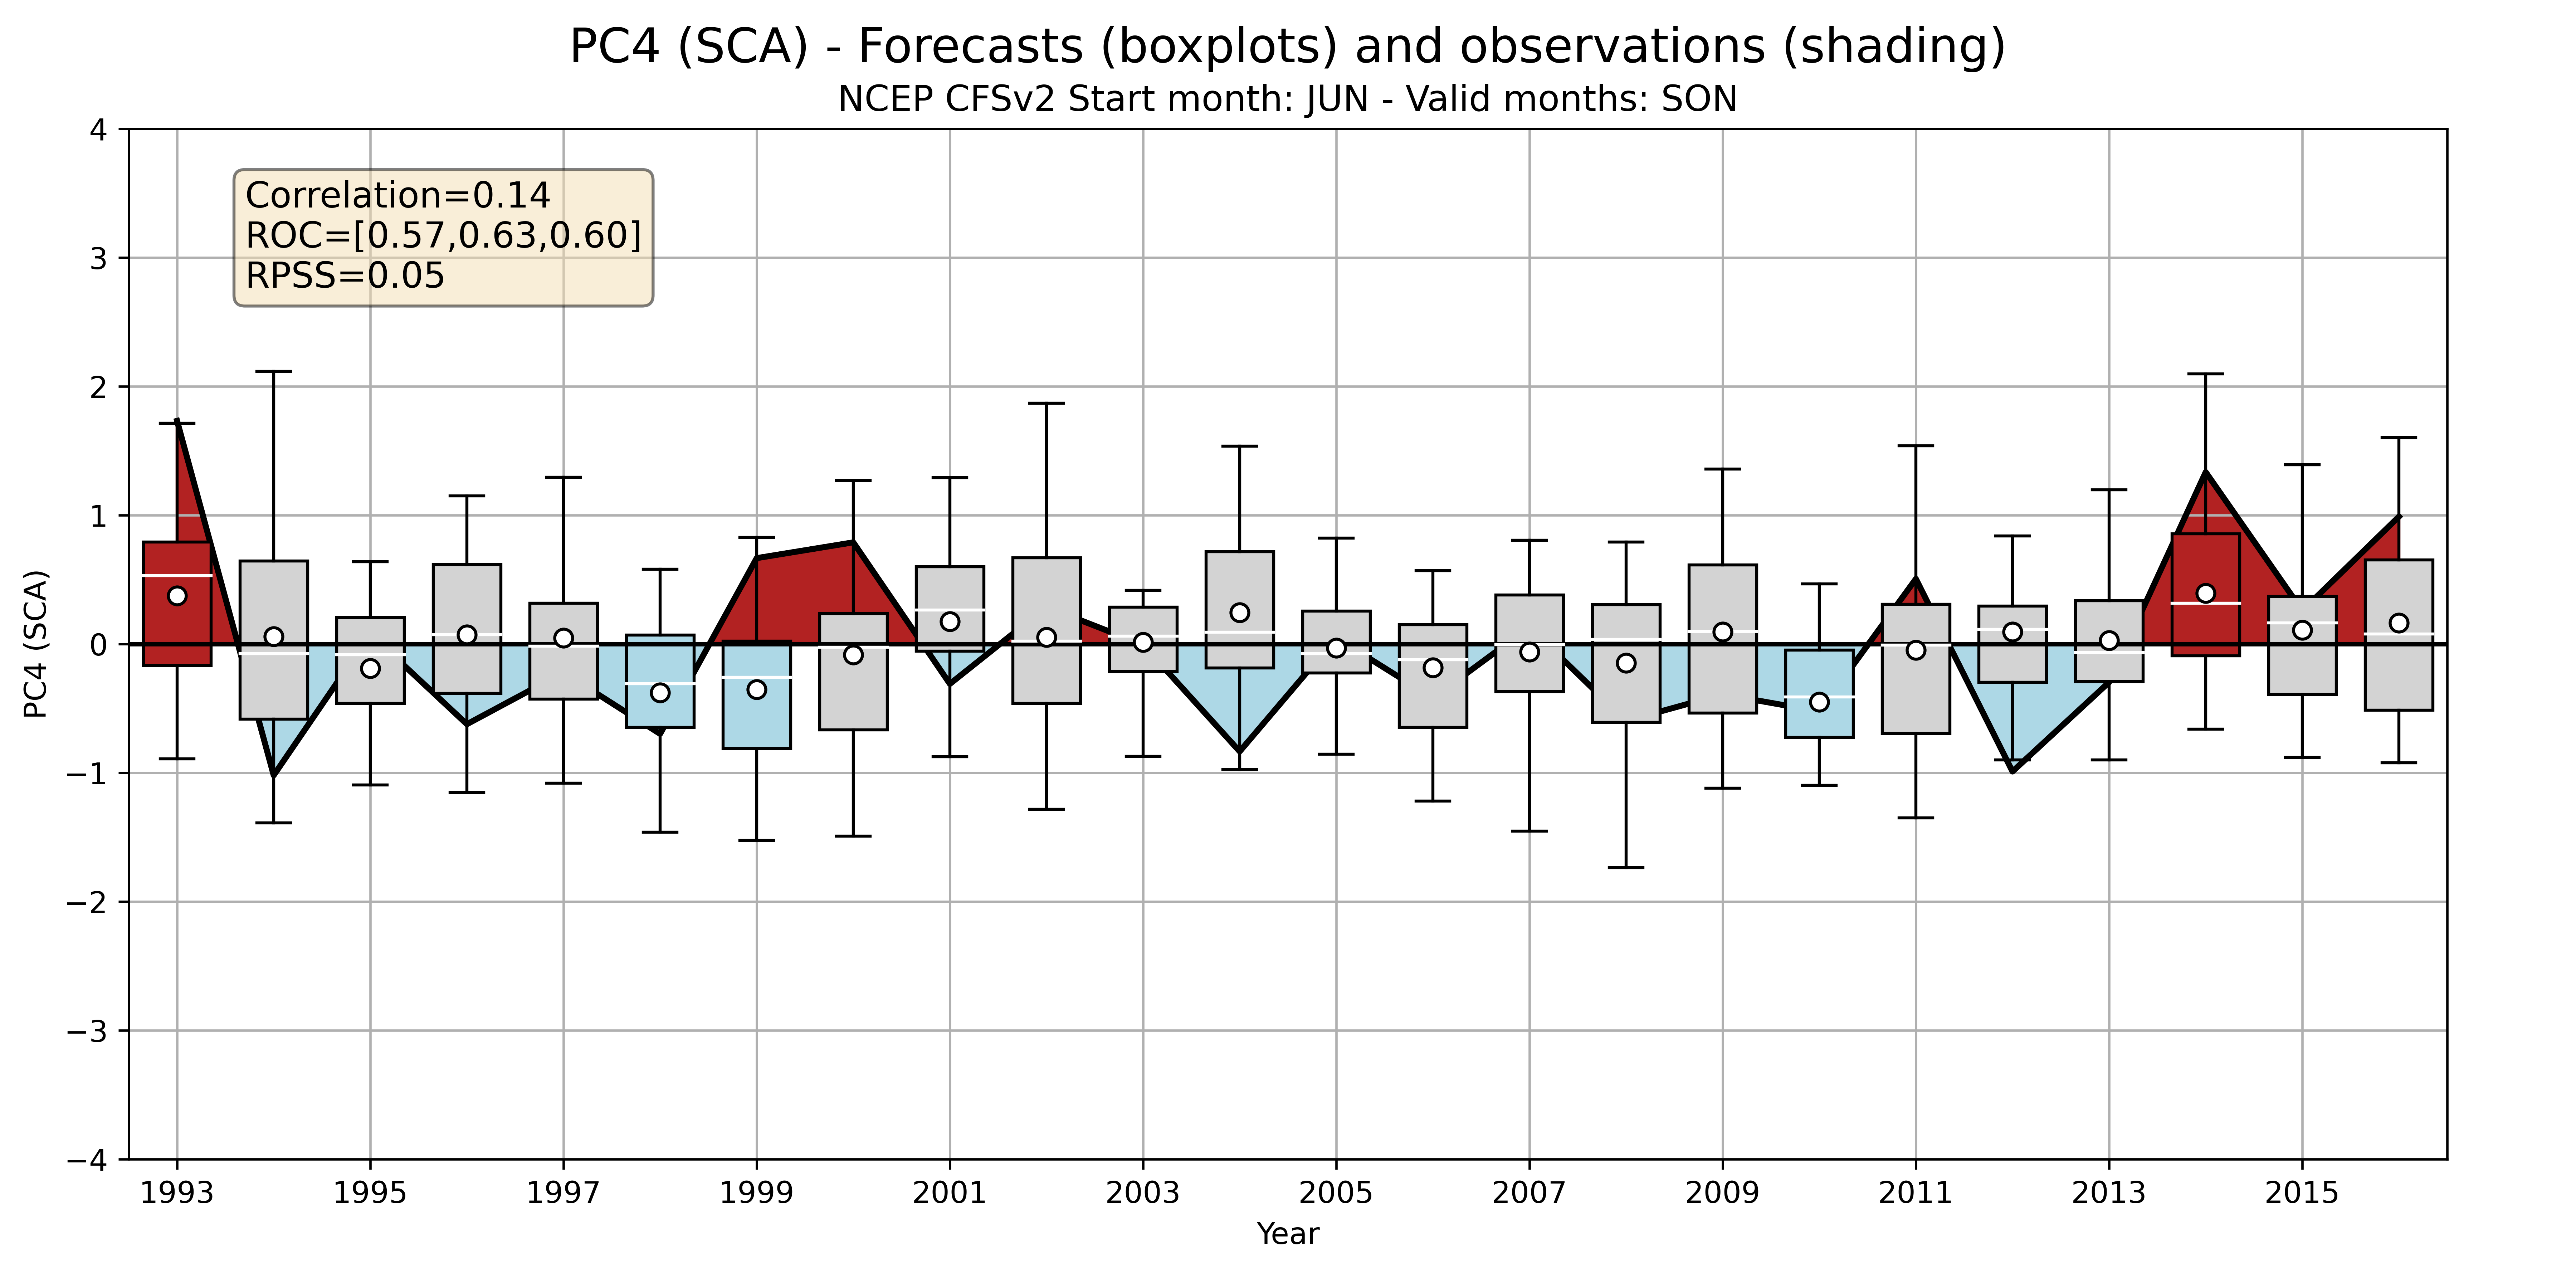 PC4 (SCA) - Forecasts (boxplots) and observations (shading)
NCEP CFSv2 Start month: JUN - Valid months: SON
Correlation=0.14
ROC=[0.57,0.63,0.60]
RPSS=0.05
PC4 (SCA)
4
3
2
1
0
−1
−2
−3
−4
1993 1995 1997 1999 2001 2003 2005 2007 2009 2011 2013 2015
Year